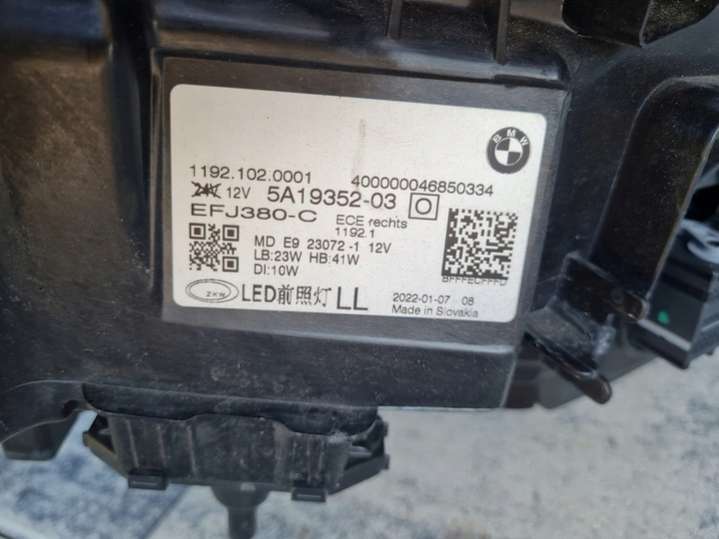 BMW
1192.102.0001 400000046850334
12V 5A19352-03
EFJ380-C ECE rechts
1192.1
MD E9 23072-1 12V
LB:23W HB:41W
DI:10W
ZKW LED前照灯 LL
2022-01-07 08
Made in Slovakia